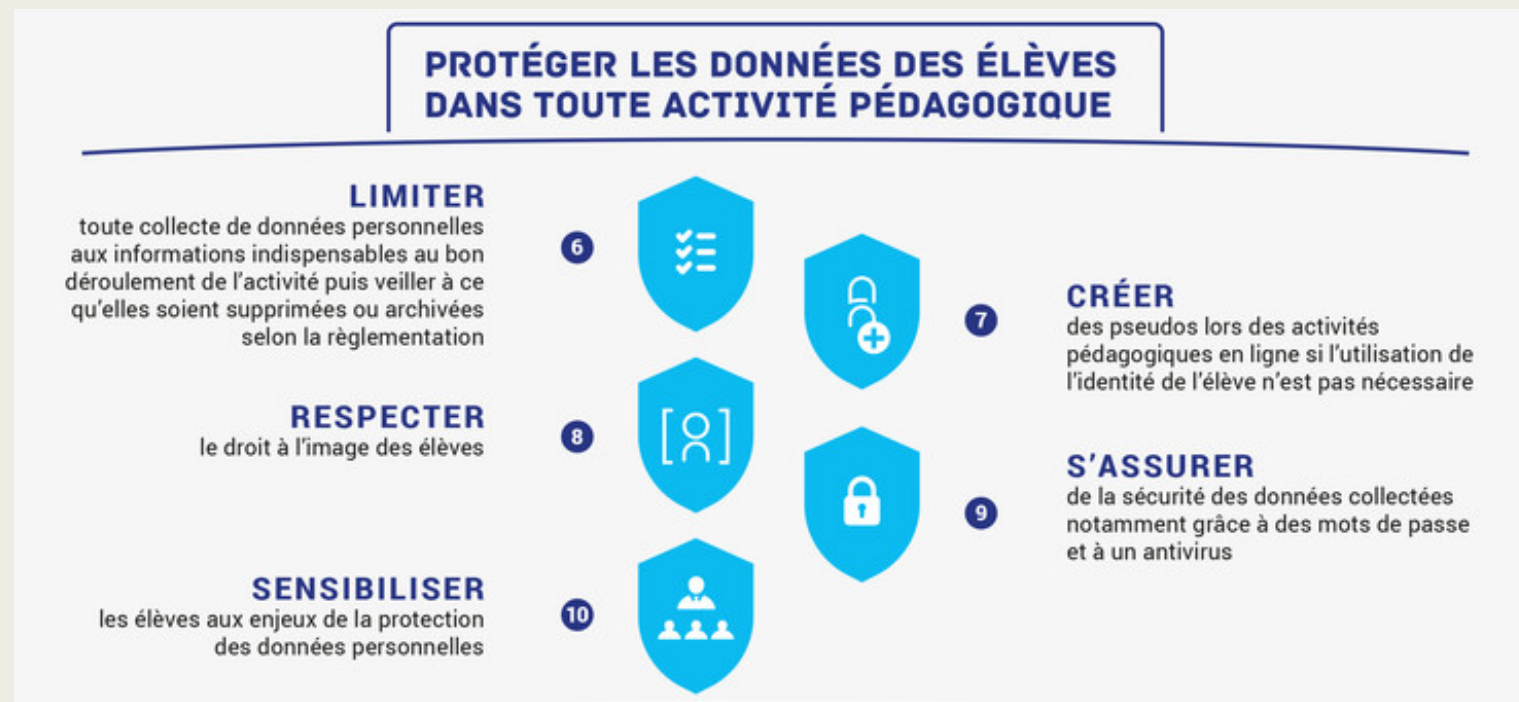 PROTÉGER LES DONNÉES DES ÉLÈVES
DANS TOUTE ACTIVITÉ PÉDAGOGIQUE
LIMITER
toute collecte de données personnelles
aux informations indispensables au bon
déroulement de l'activité puis veiller à ce
qu'elles soient supprimées ou archivées
selon la règlementation
6
7
CRÉER
des pseudos lors des activités
pédagogiques en ligne si l'utilisation de
l'identité de l'élève n'est pas nécessaire
RESPECTER
le droit à l'image des élèves
8
9
S'ASSURER
de la sécurité des données collectées
notamment grâce à des mots de passe
et à un antivirus
SENSIBILISER
les élèves aux enjeux de la protection
des données personnelles
10